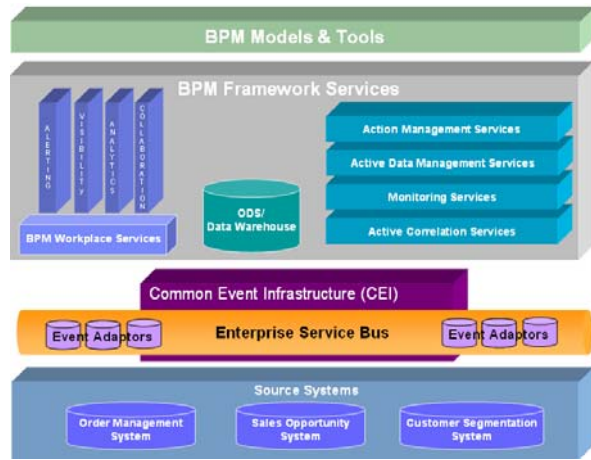 BPM Models & Tools
BPM Framework Services
ALERTING
VISIBILITY
ANALYTICS
COLLABORATION
BPM Workplace Services
ODS/
Data Warehouse
Action Management Services
Active Data Management Services
Monitoring Services
Active Correlation Services
Common Event Infrastructure (CEI)
Event Adaptors
Enterprise Service Bus
Event Adaptors
Source Systems
Order Management
System
Sales Opportunity
System
Customer Segmentation
System